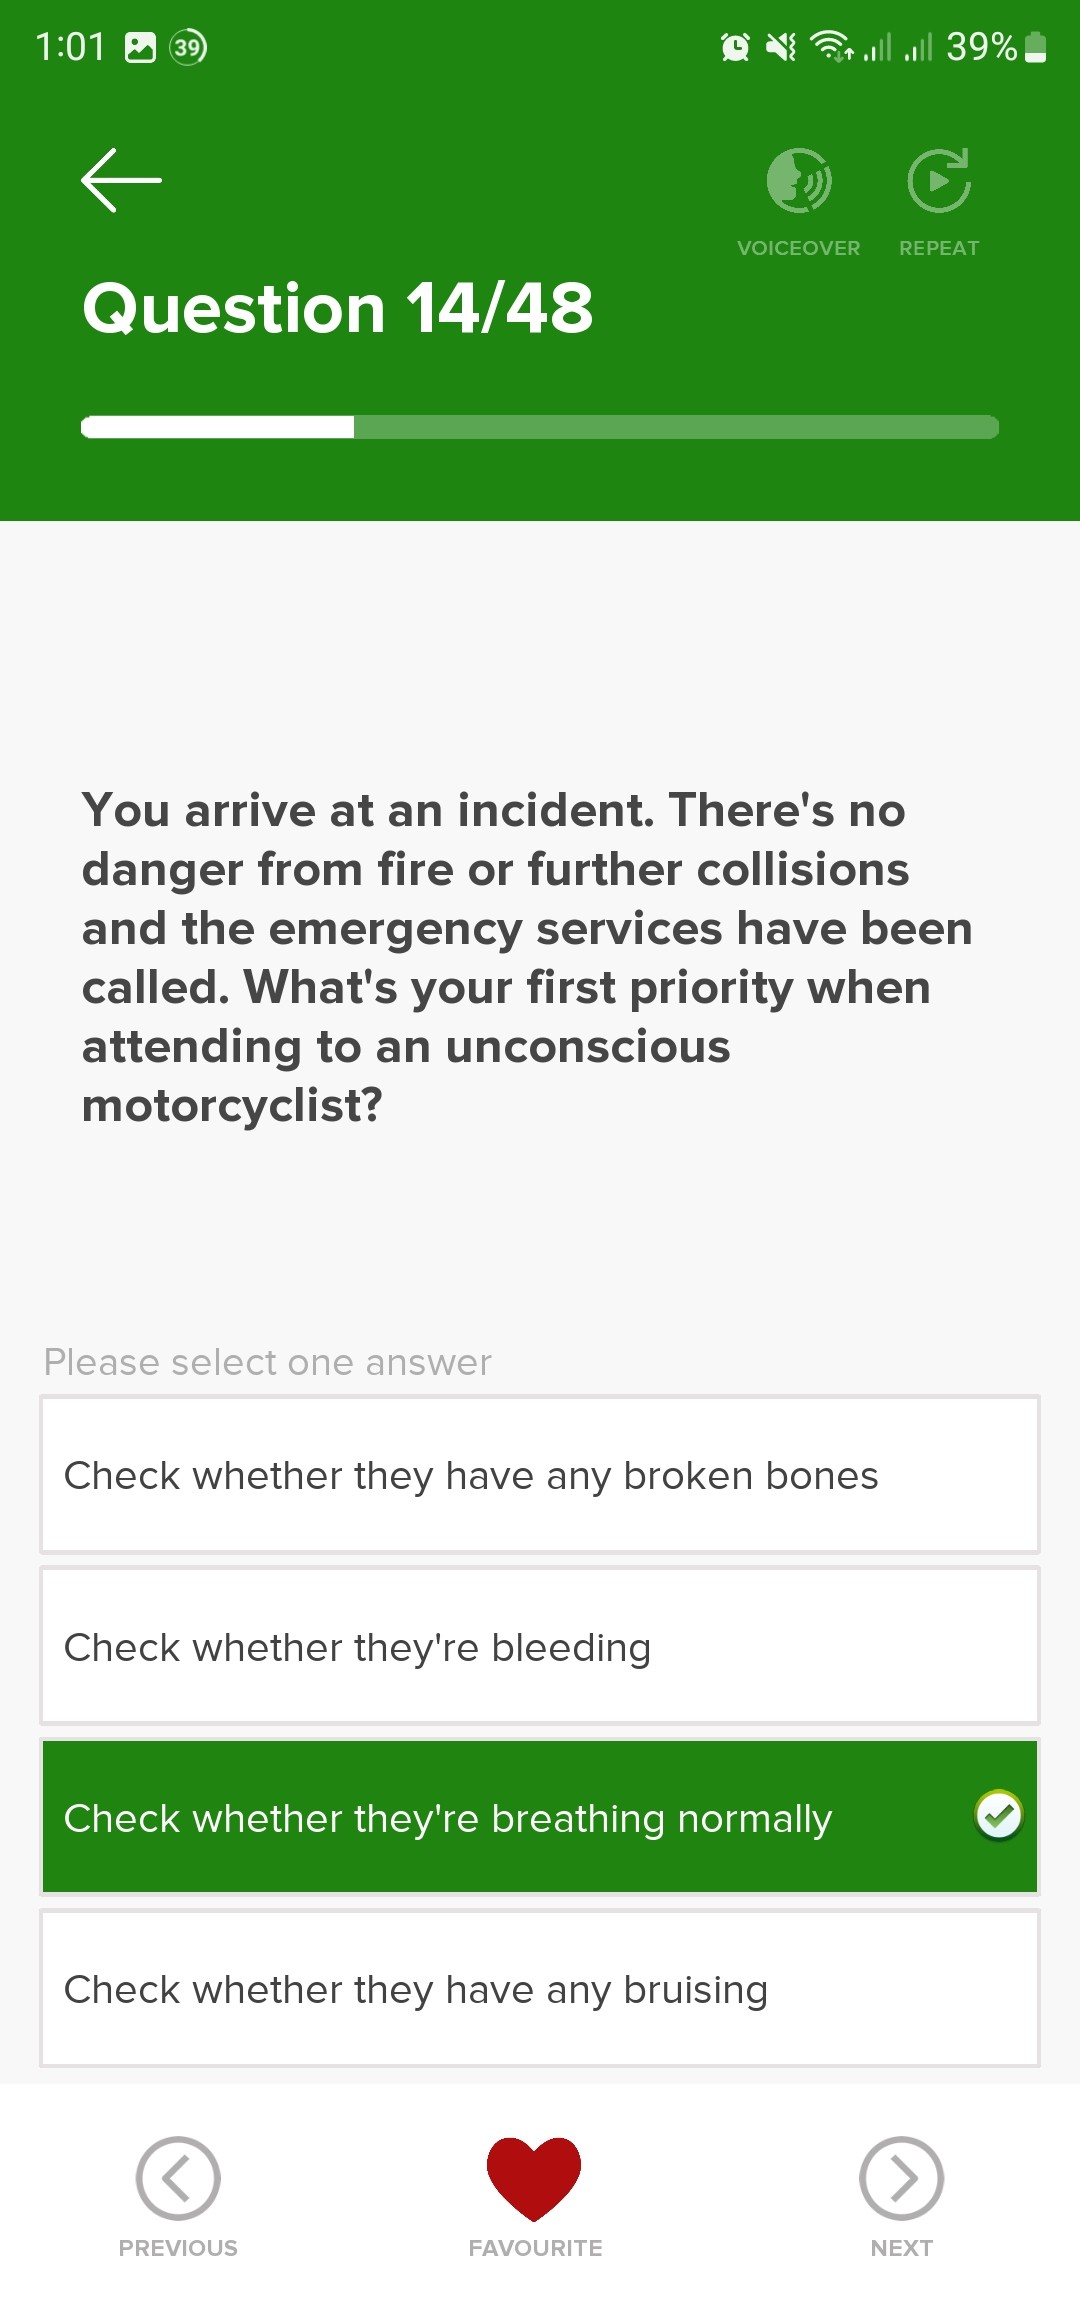 1:01 39 39%
VOICEOVER REPEAT
Question 14/48
You arrive at an incident. There's no
danger from fire or further collisions
and the emergency services have been
called. What's your first priority when
attending to an unconscious
motorcyclist?
Please select one answer
Check whether they have any broken bones
Check whether they're bleeding
Check whether they're breathing normally
Check whether they have any bruising
PREVIOUS FAVOURITE NEXT